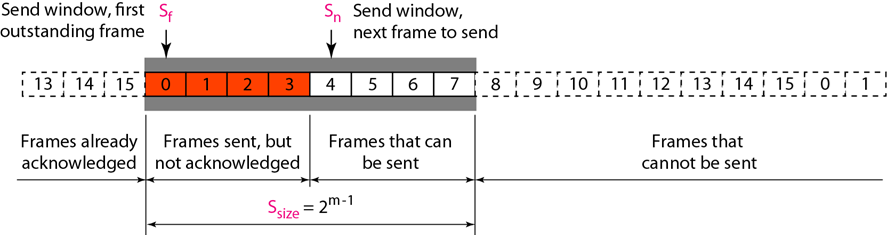 Send window, first
outstanding frame
Sf
Sn
Send window,
next frame to send
13 14 15 0 1 2 3 4 5 6 7 8 9 10 11 12 13 14 15 0 1
Frames already
acknowledged
Frames sent, but
not acknowledged
Frames that can
be sent
Frames that
cannot be sent
Ssize = 2^m-1